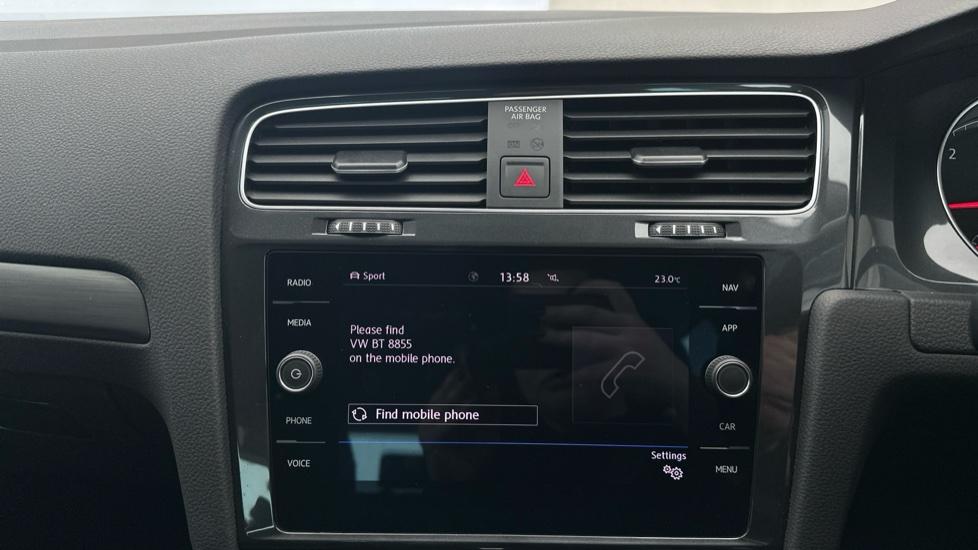 PASSENGER
AIR BAG
2
RADIO
MEDIA
PHONE
VOICE
Sport
13:58
23.0°C
Please find
VW BT 8855
on the mobile phone.
Find mobile phone
Settings
NAV
APP
CAR
MENU